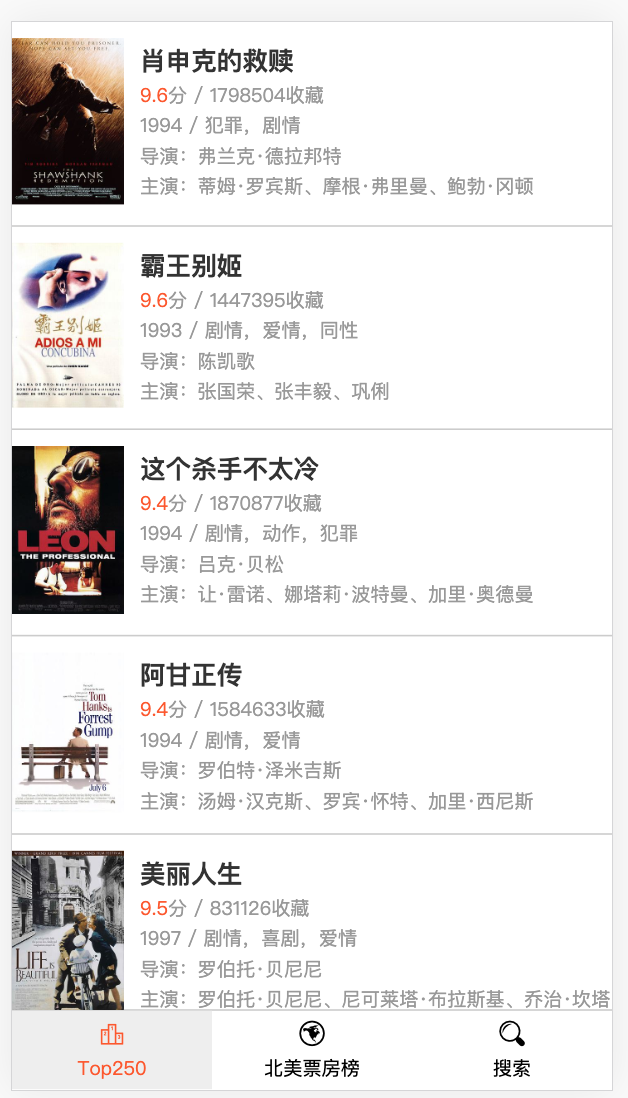 FEAR CAN HOLD YOU PRISONER
HOPE CAN SET YOU FREE.
THE
SHAWSHANK
REDEMPTION
肖申克的救赎
9.6分 / 1798504收藏
1994 / 犯罪，剧情
导演：弗兰克·德拉邦特
主演：蒂姆·罗宾斯、摩根·弗里曼、鲍勃·冈顿
霸王别姬
ADIOS A MI
CONCUBINA
霸王别姬
9.6分 / 1447395收藏
1993 / 剧情，爱情，同性
导演：陈凯歌
主演：张国荣、张丰毅、巩俐
LEON
THE PROFESSIONAL
这个杀手不太冷
9.4分 / 1870877收藏
1994 / 剧情，动作，犯罪
导演：吕克·贝松
主演：让·雷诺、娜塔莉·波特曼、加里·奥德曼
Tom
Hanks is
Forrest
Gump
July 6
阿甘正传
9.4分 / 1584633收藏
1994 / 剧情，爱情
导演：罗伯特·泽米吉斯
主演：汤姆·汉克斯、罗宾·怀特、加里·西尼斯
LIFE IS
BEAUTIFUL
美丽人生
9.5分 / 831126收藏
1997 / 剧情，喜剧，爱情
导演：罗伯托·贝尼尼
主演：罗伯托·贝尼尼、尼可莱塔·布拉斯基、乔治·坎塔
Top250
北美票房榜
搜索